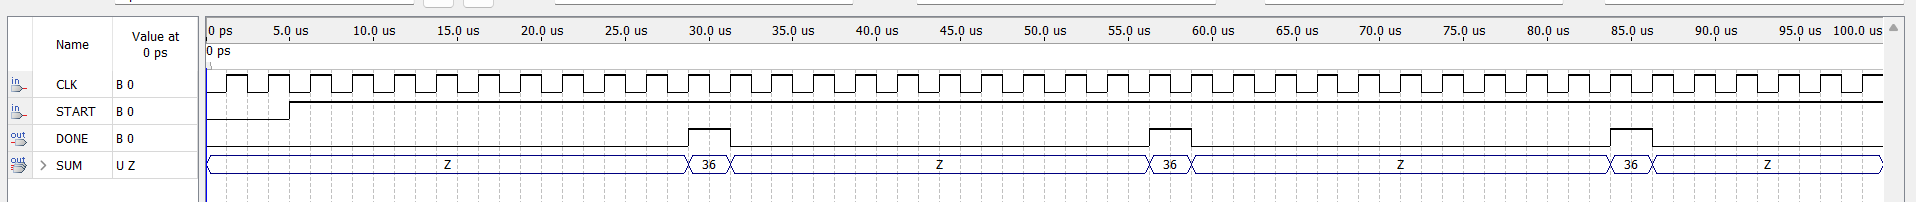 Name
Value at
0 ps
0 ps 5.0 us 10.0 us 15.0 us 20.0 us 25.0 us 30.0 us 35.0 us 40.0 us 45.0 us 50.0 us 55.0 us 60.0 us 65.0 us 70.0 us 75.0 us 80.0 us 85.0 us 90.0 us 95.0 us 100.0 us
0 ps
in CLK B 0
in START B 0
out DONE B 0
out SUM U Z Z 36 Z 36 Z 36 Z